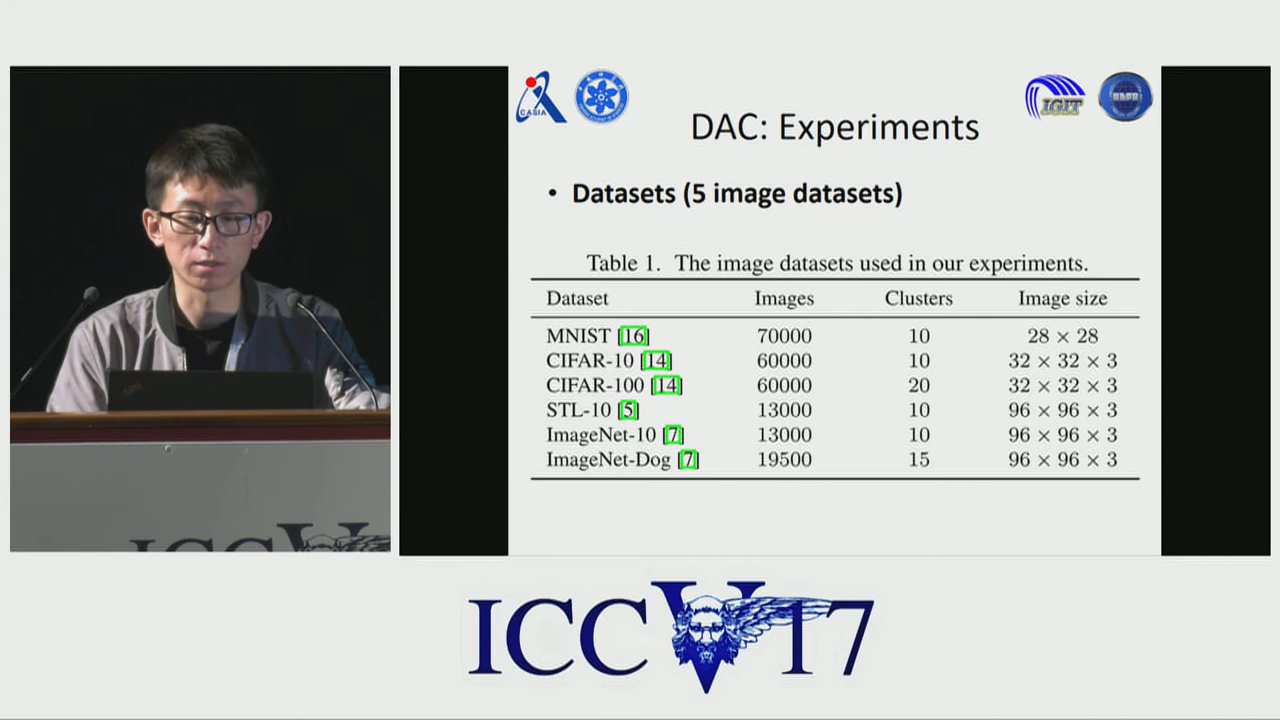 CASIA
IGIT
DAC: Experiments
• Datasets (5 image datasets)
Table 1. The image datasets used in our experiments.
Dataset Images Clusters Image size
MNIST [16] 70000 10 28 × 28
CIFAR-10 [14] 60000 10 32 × 32 × 3
CIFAR-100 [14] 60000 20 32 × 32 × 3
STL-10 [5] 13000 10 96 × 96 × 3
ImageNet-10 [7] 13000 10 96 × 96 × 3
ImageNet-Dog [7] 19500 15 96 × 96 × 3
ICCV
ICCV17